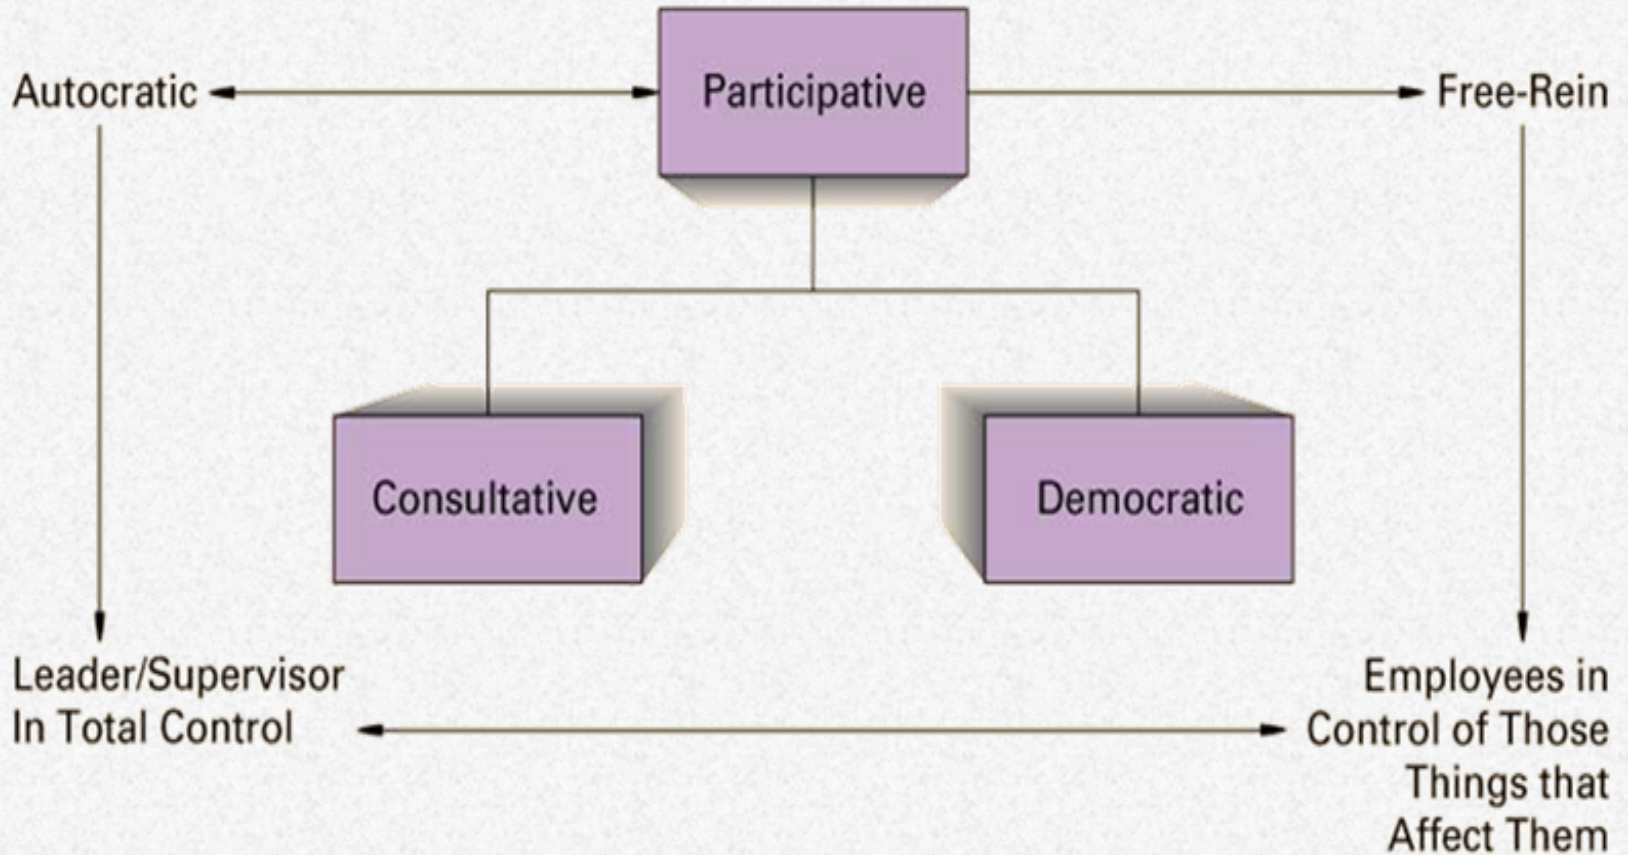 Autocratic
Participative
Free-Rein
Consultative
Democratic
Leader/Supervisor
In Total Control
Employees in
Control of Those
Things that
Affect Them